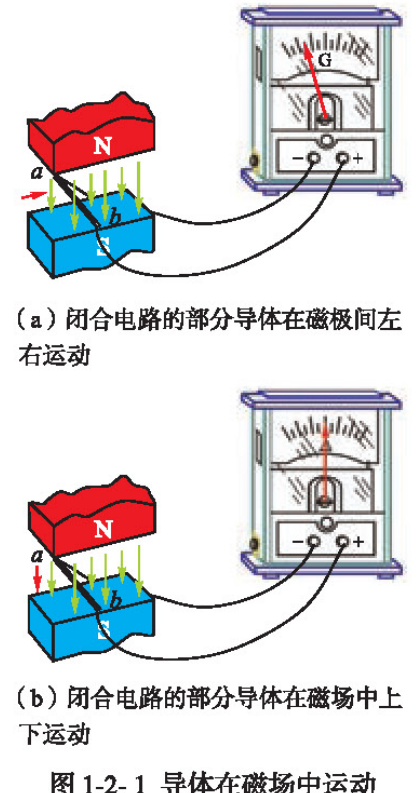 G
N
a
b
S
- +
（a）闭合电路的部分导体在磁极间左
右运动
N
a
b
S
- +
（b）闭合电路的部分导体在磁场中上
下运动
图 1-2- 1 导体在磁场中运动